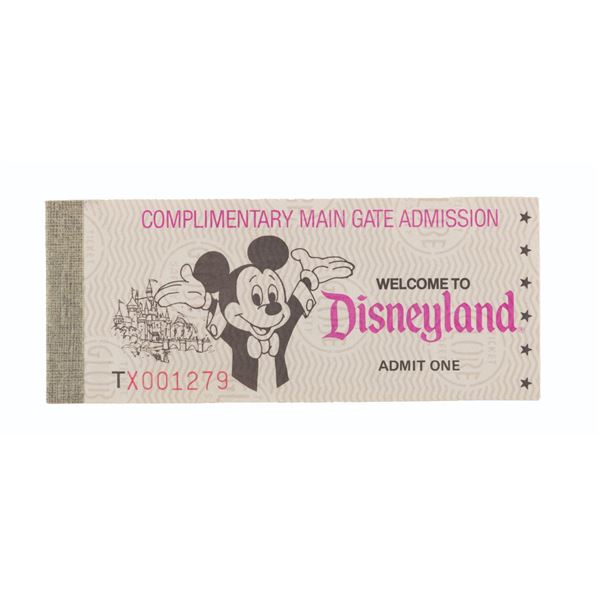 COMPLIMENTARY MAIN GATE ADMISSION
WELCOME TO
Disneyland®
ADMIT ONE
TX001279